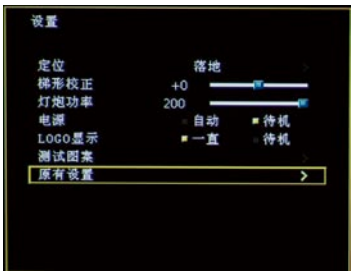 设置
定位 落地
梯形校正 +0
灯炮功率 200
电源 自动 待机
LOGO显示 一直 待机
测试图案
原有设置